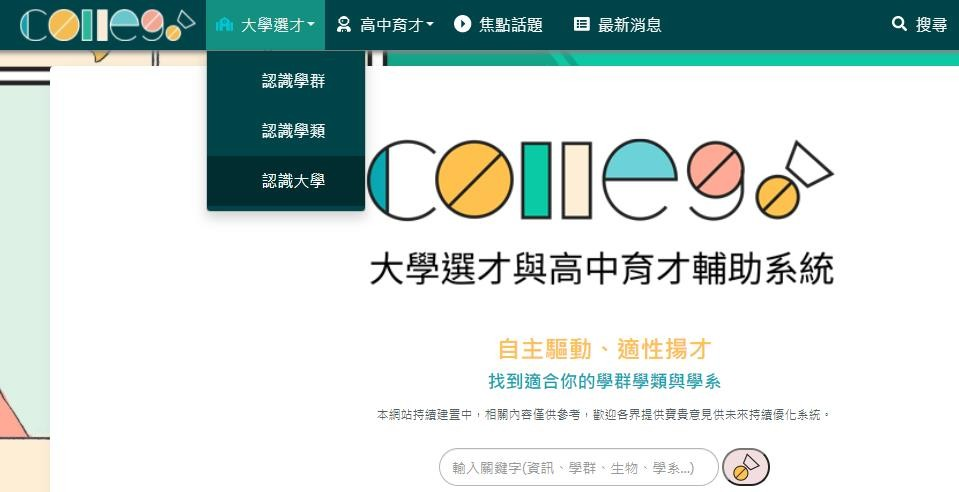 ColleGo!
大學選才
高中育才
焦點話題
最新消息
搜尋
認識學群
認識學類
認識大學
ColleGo!
大學選才與高中育才輔助系統
自主驅動、適性揚才
找到適合你的學群學類與學系
本網站持續建置中，相關內容僅供參考，歡迎各界提供寶貴意見供未來持續優化系統。
輸入關鍵字(資訊、學群、生物、學系...)